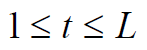 1 ≤ t ≤ L